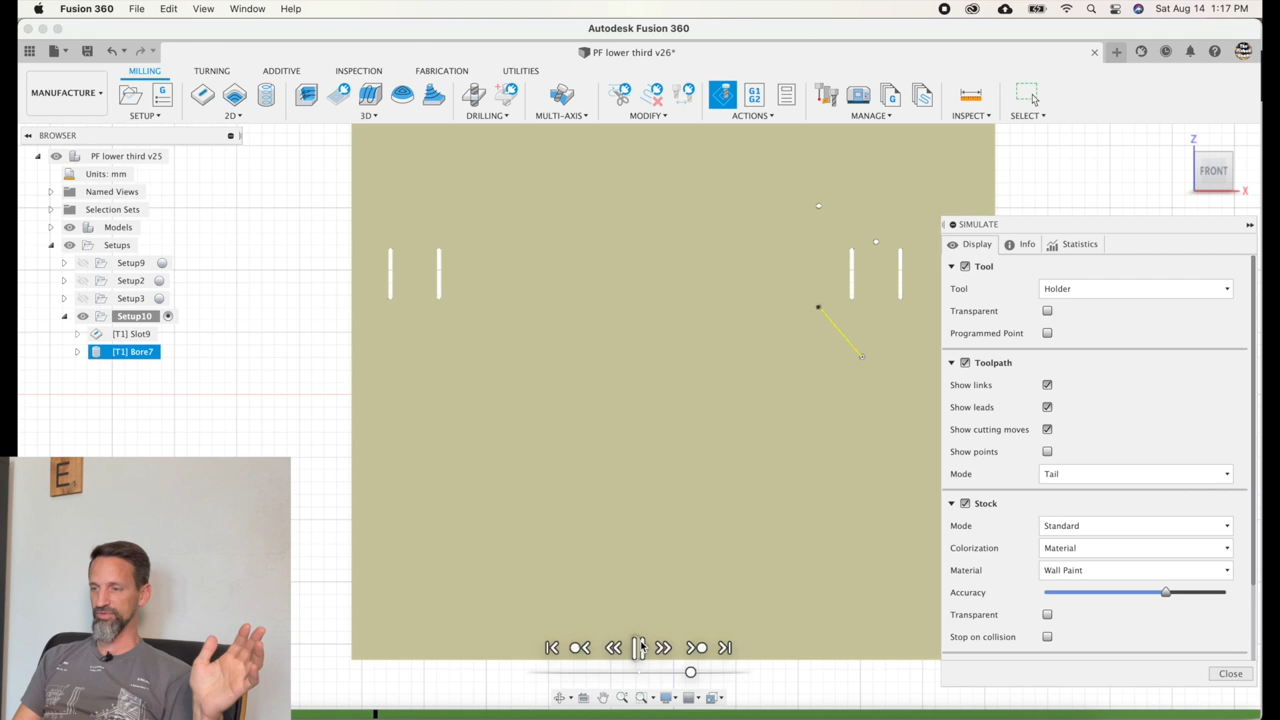 Fusion 360 File Edit View Window Help Sat Aug 14 1:17 PM
Autodesk Fusion 360
PF lower third v26*
MILLING TURNING ADDITIVE INSPECTION FABRICATION UTILITIES
MANUFACTURE
G G1 G2 G
SETUP 2D 3D DRILLING MULTI-AXIS MODIFY ACTIONS MANAGE INSPECT SELECT
BROWSER
PF lower third v25
Units: mm
Named Views
Selection Sets
Models
Setups
Setup9
Setup2
Setup3
Setup10
[T1] Slot9
[T1] Bore7
Z
FRONT
X
SIMULATE
Display Info Statistics
Tool
Tool Holder
Transparent
Programmed Point
Toolpath
Show links
Show leads
Show cutting moves
Show points
Mode Tail
Stock
Mode Standard
Colorization Material
Material Wall Paint
Accuracy
Transparent
Stop on collision
Close
E